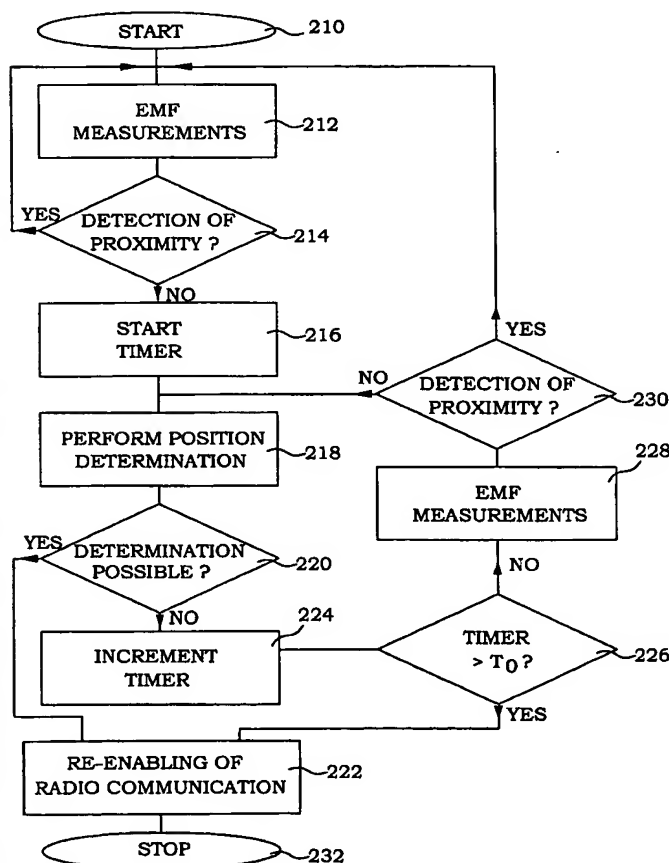 START
210
EMF
MEASUREMENTS
212
YES
DETECTION OF
PROXIMITY ?
214
NO
START
TIMER
216
YES
NO
DETECTION OF
PROXIMITY ?
230
PERFORM POSITION
DETERMINATION
218
228
EMF
MEASUREMENTS
YES
DETERMINATION
POSSIBLE ?
220
NO
NO
224
INCREMENT
TIMER
TIMER
> T0 ?
226
YES
RE-ENABLING OF
RADIO COMMUNICATION
222
STOP
232